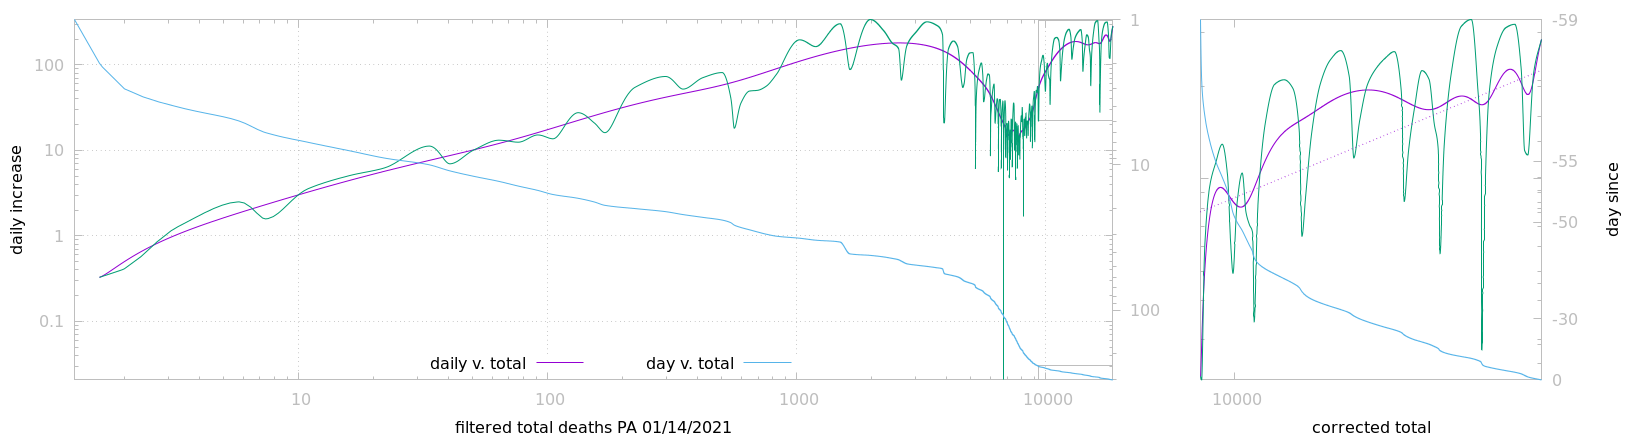 daily increase
100
10
1
0.1
daily v. total
day v. total
10
100
1000
10000
filtered total deaths PA 01/14/2021
1
10
100
10000
corrected total
-59
-55
-50
-30
0
day since